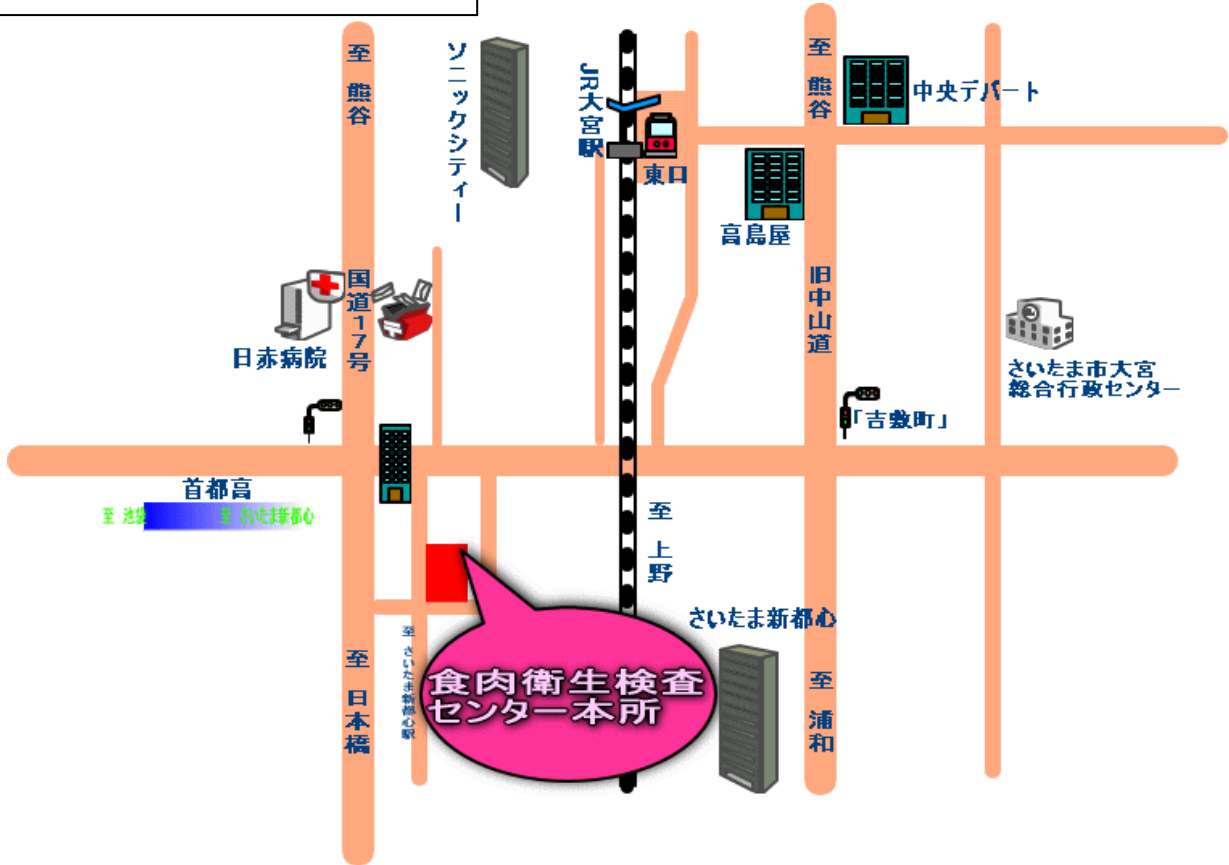 至 熊谷
ソニックシティー
JR大宮駅
東口
至 熊谷
中央デパート
高島屋
国道17号
日赤病院
旧中山道
さいたま市大宮
総合行政センター
「吉敷町」
首都高
至 池袋
至 さいたま新都心
至 上野
さいたま新都心
至 さいたま新都心駅
食肉衛生検査
センター本所
至 日本橋
至 浦和